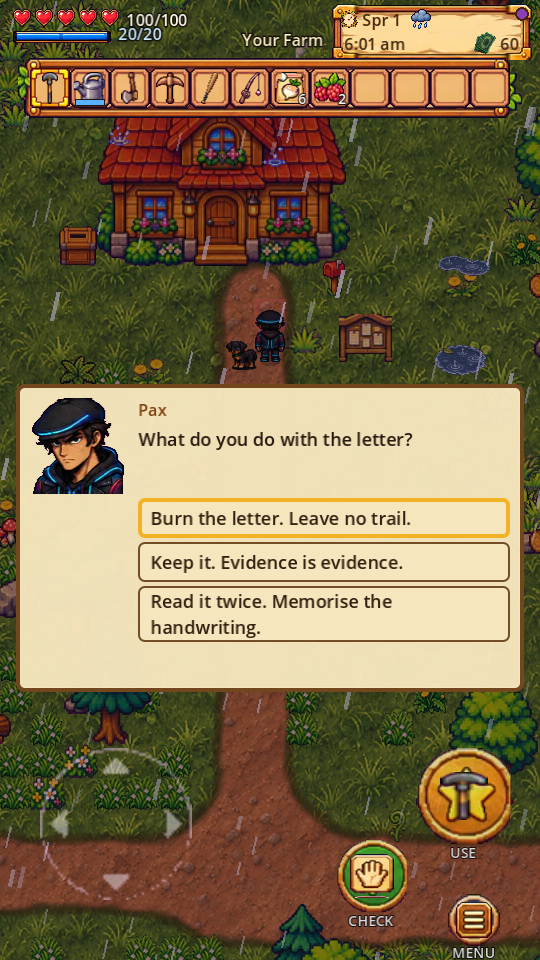 100/100
20/20
Your Farm
Spr 1
6:01 am
60
6
2
Pax
What do you do with the letter?
Burn the letter. Leave no trail.
Keep it. Evidence is evidence.
Read it twice. Memorise the
handwriting.
USE
CHECK
MENU